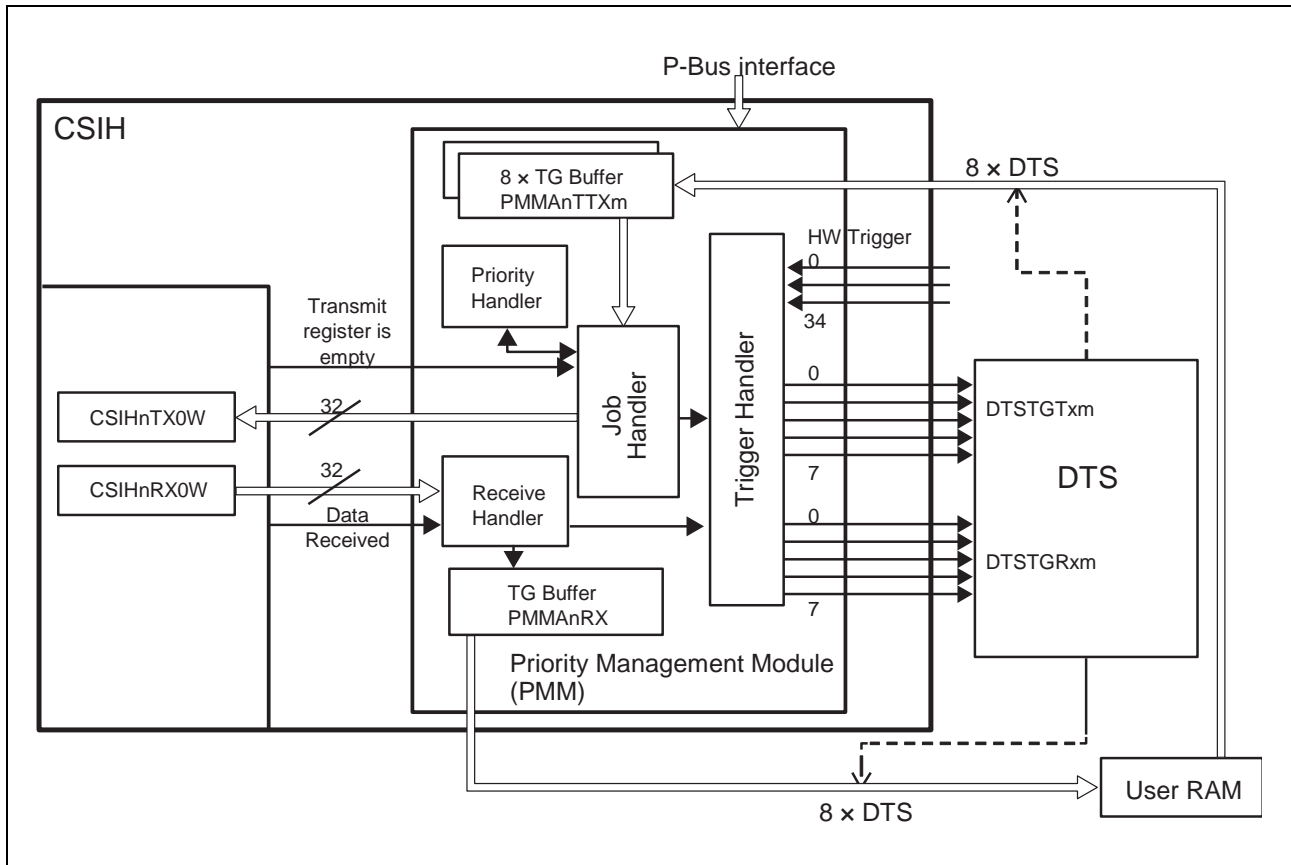 P-Bus interface
CSIH
8 × DTS
8 × TG Buffer
PMMAnTTXm
HW Trigger
0
34
Priority
Handler
Transmit
register is
empty
Job
Handler
Trigger Handler
0
7
DTSTGTxm
DTS
CSIHnTX0W
32
CSIHnRX0W
32
Receive
Handler
Data
Received
0
7
DTSTGRxm
TG Buffer
PMMAnRX
Priority Management Module
(PMM)
8 × DTS
User RAM